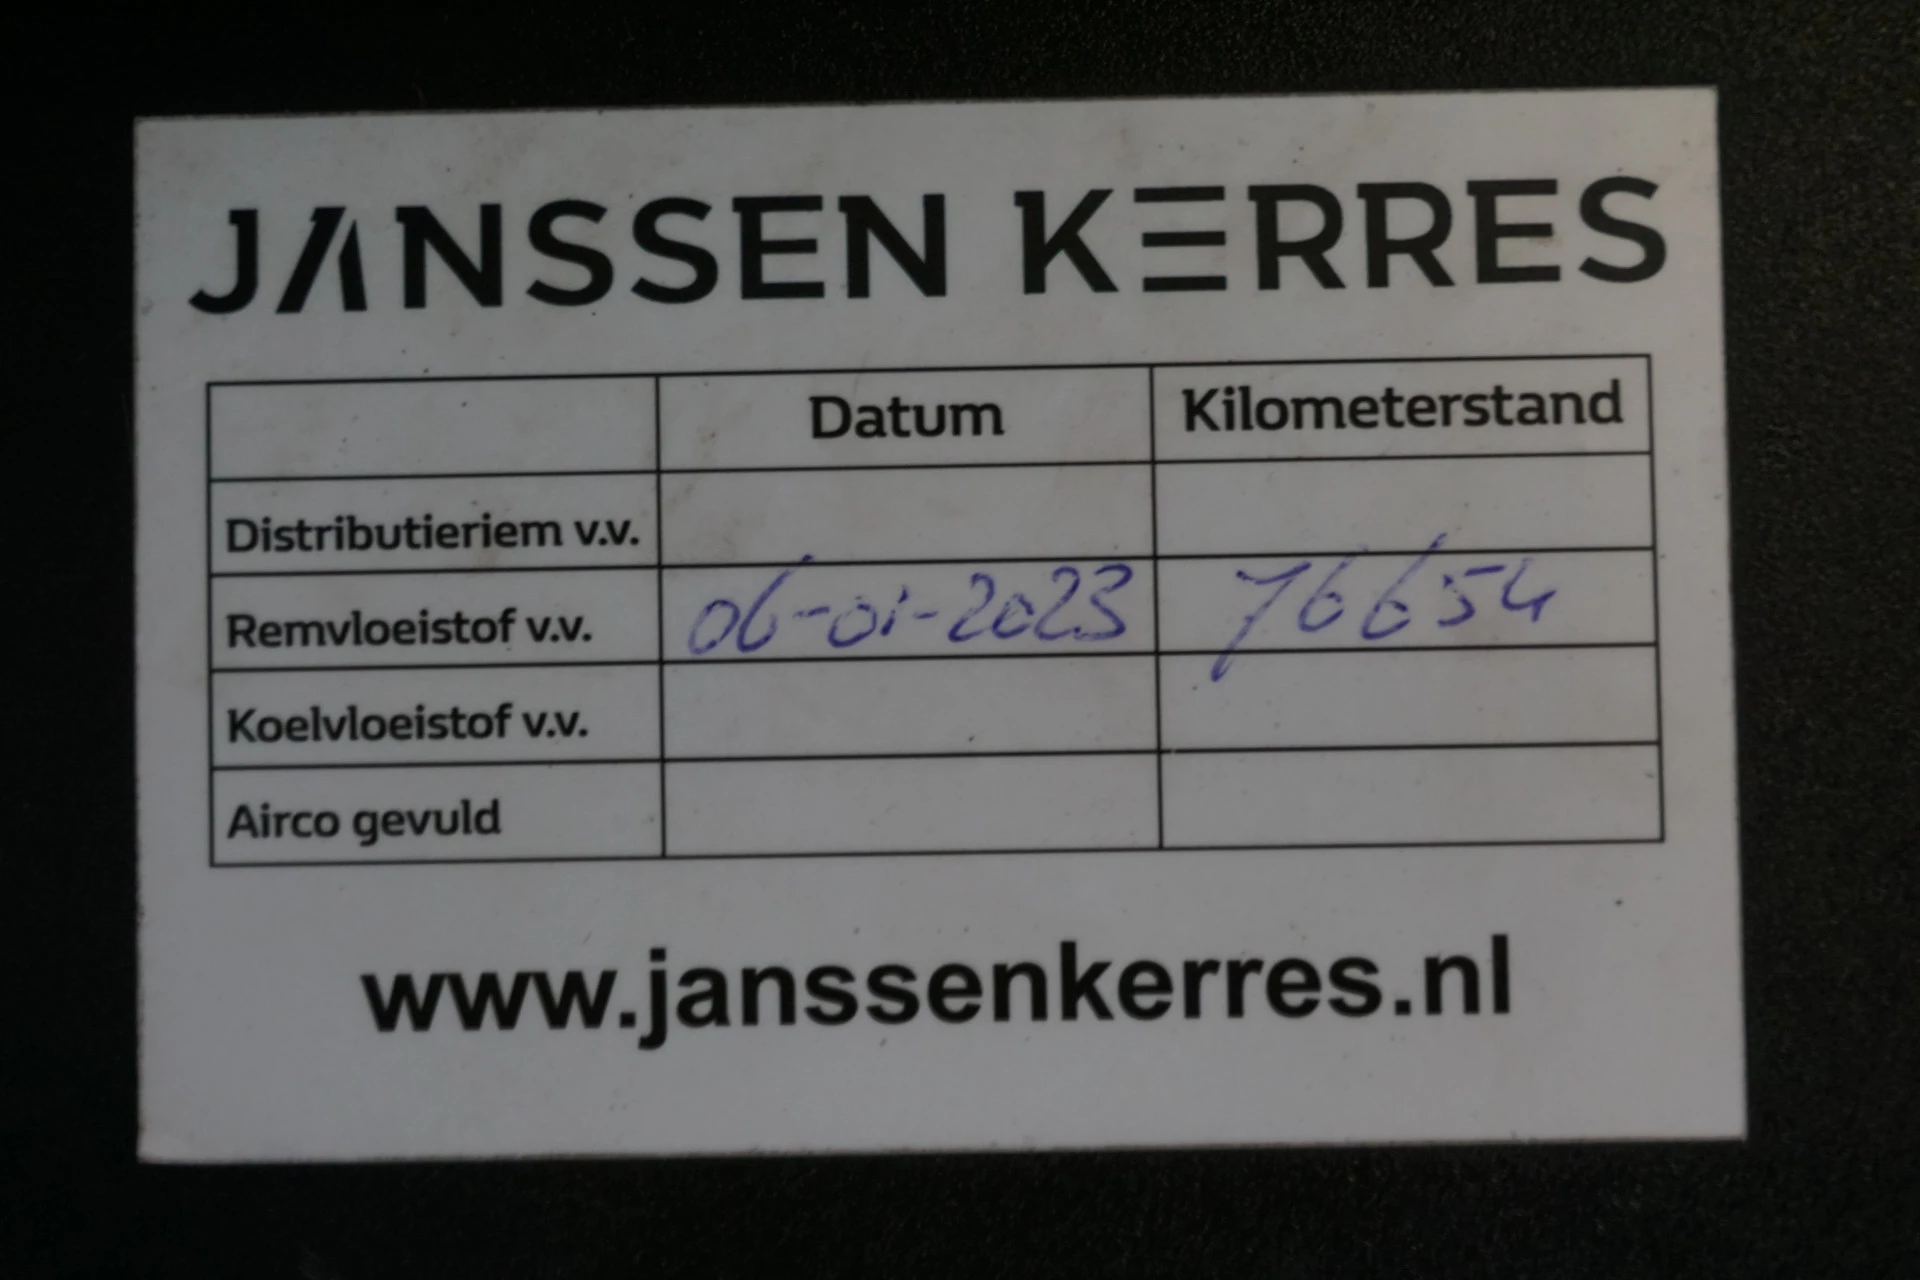 JANSSEN KERRES
Datum Kilometerstand
Distributieriem v.v.
Remvloeistof v.v. 06-01-2023 76654
Koelvloeistof v.v.
Airco gevuld
www.janssenkerres.nl